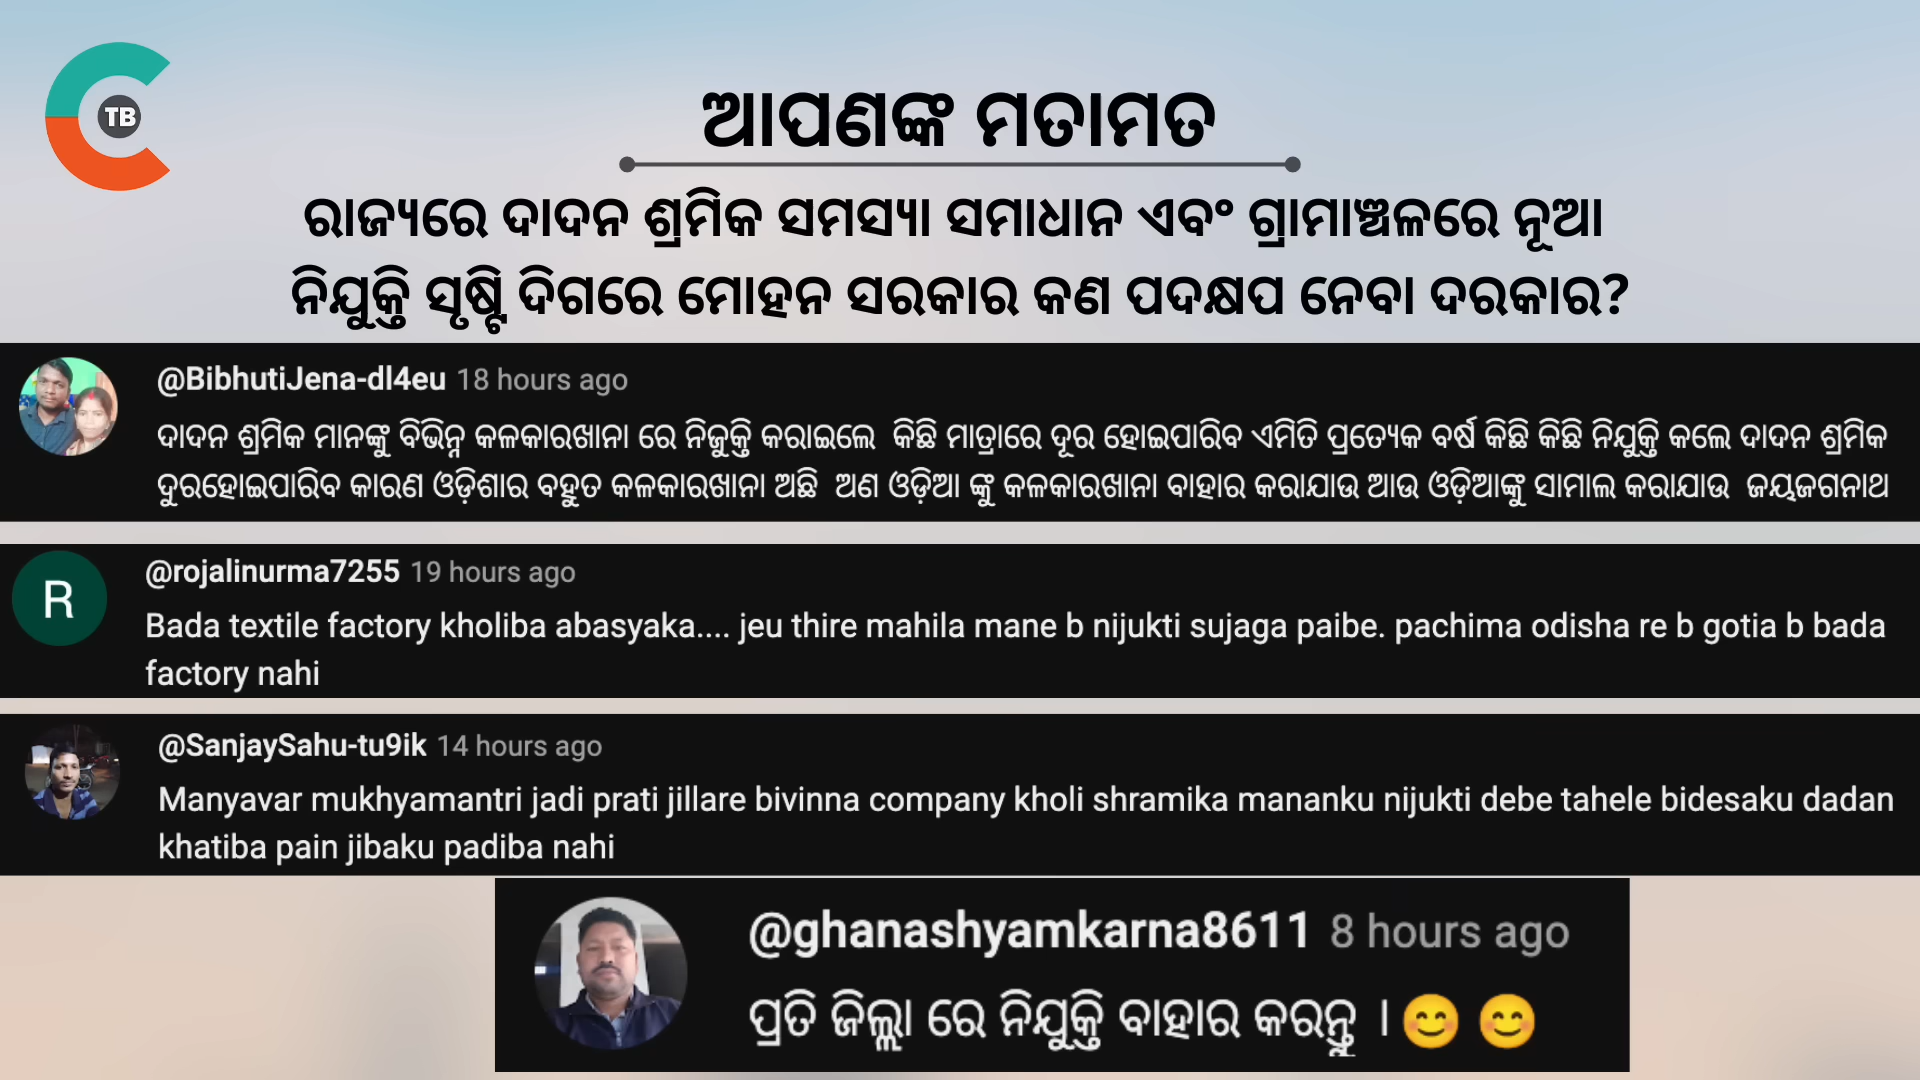 TB
ଆପଣଙ୍କ ମତାମତ
ରାଜ୍ୟରେ ଦାଦନ ଶ୍ରମିକ ସମସ୍ୟା ସମାଧାନ ଏବଂ ଗ୍ରାମାଞ୍ଚଳରେ ନୂଆ
ନିଯୁକ୍ତି ସୃଷ୍ଟି ଦିଗରେ ମୋହନ ସରକାର କଣ ପଦକ୍ଷପ ନେବା ଦରକାର?
@BibhutiJena-dl4eu 18 hours ago
ଦାଦନ ଶ୍ରମିକ ମାନଙ୍କୁ ବିଭିନ୍ନ କଳକାରଖାନା ରେ ନିଜୁକ୍ତି କରାଇଲେ କିଛି ମାତ୍ରାରେ ଦୂର ହୋଇପାରିବ ଏମିତି ପ୍ରତ୍ୟେକ ବର୍ଷ କିଛି କିଛି ନିଯୁକ୍ତି କଲେ ଦାଦନ ଶ୍ରମିକ
ଦୁରହୋଇପାରିବ କାରଣ ଓଡ଼ିଶାର ବହୁତ କଳକାରଖାନା ଅଛି ଅଣ ଓଡ଼ିଆ ଙ୍କୁ କଳକାରଖାନା ବାହାର କରାଯାଉ ଆଉ ଓଡ଼ିଆଙ୍କୁ ସାମାଲ କରାଯାଉ ଜୟଜଗନାଥ
@rojalinurma7255 19 hours ago
R
Bada textile factory kholiba abasyaka.... jeu thire mahila mane b nijukti sujaga paibe. pachima odisha re b gotia b bada
factory nahi
@SanjaySahu-tu9ik 14 hours ago
Manyavar mukhyamantri jadi prati jillare bivinna company kholi shramika mananku nijukti debe tahele bidesaku dadan
khatiba pain jibaku padiba nahi
@ghanashyamkarna8611 8 hours ago
ପ୍ରତି ଜିଲ୍ଲା ରେ ନିଯୁକ୍ତି ବାହାର କରନ୍ତୁ ।😊 😊